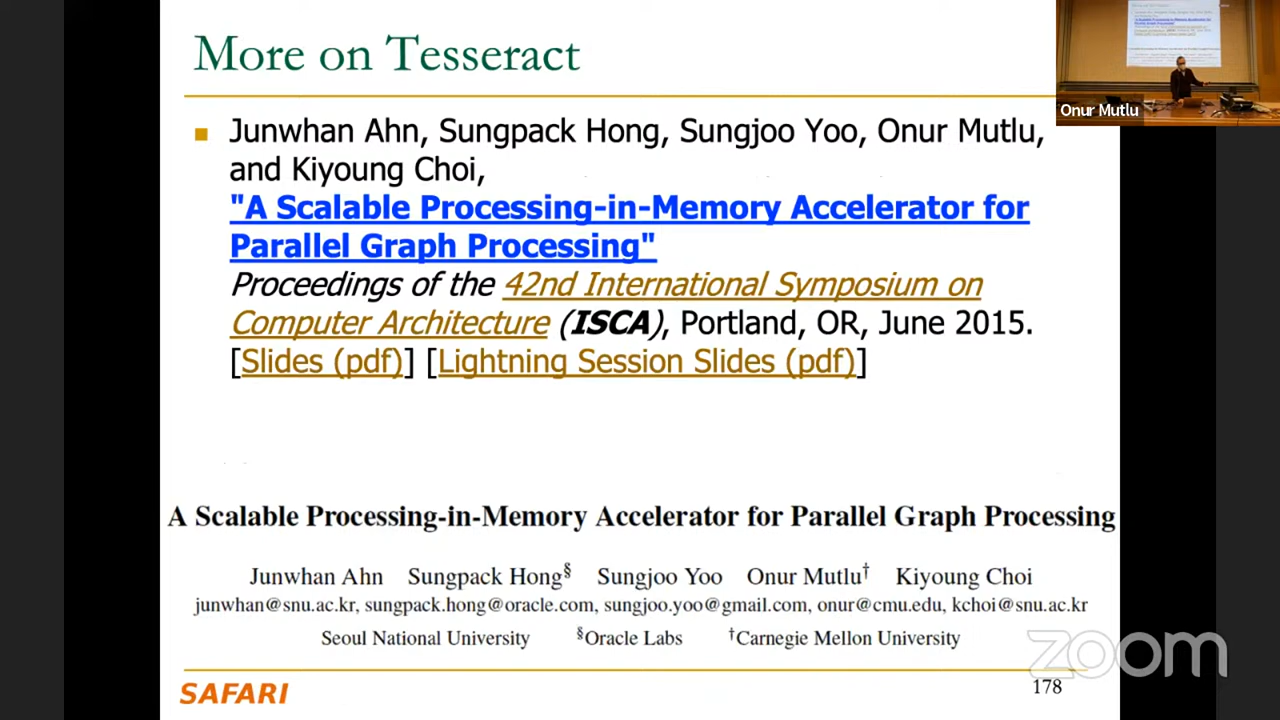 More on Tesseract
Onur Mutlu
Junwhan Ahn, Sungpack Hong, Sungjoo Yoo, Onur Mutlu,
and Kiyoung Choi,
"A Scalable Processing-in-Memory Accelerator for
Parallel Graph Processing"
Proceedings of the 42nd International Symposium on
Computer Architecture (ISCA), Portland, OR, June 2015.
[Slides (pdf)] [Lightning Session Slides (pdf)]
A Scalable Processing-in-Memory Accelerator for Parallel Graph Processing
Junwhan Ahn Sungpack Hong§ Sungjoo Yoo Onur Mutlu† Kiyoung Choi
junwhan@snu.ac.kr, sungpack.hong@oracle.com, sungjoo.yoo@gmail.com, onur@cmu.edu, kchoi@snu.ac.kr
Seoul National University §Oracle Labs †Carnegie Mellon University
zoom
SAFARI
178